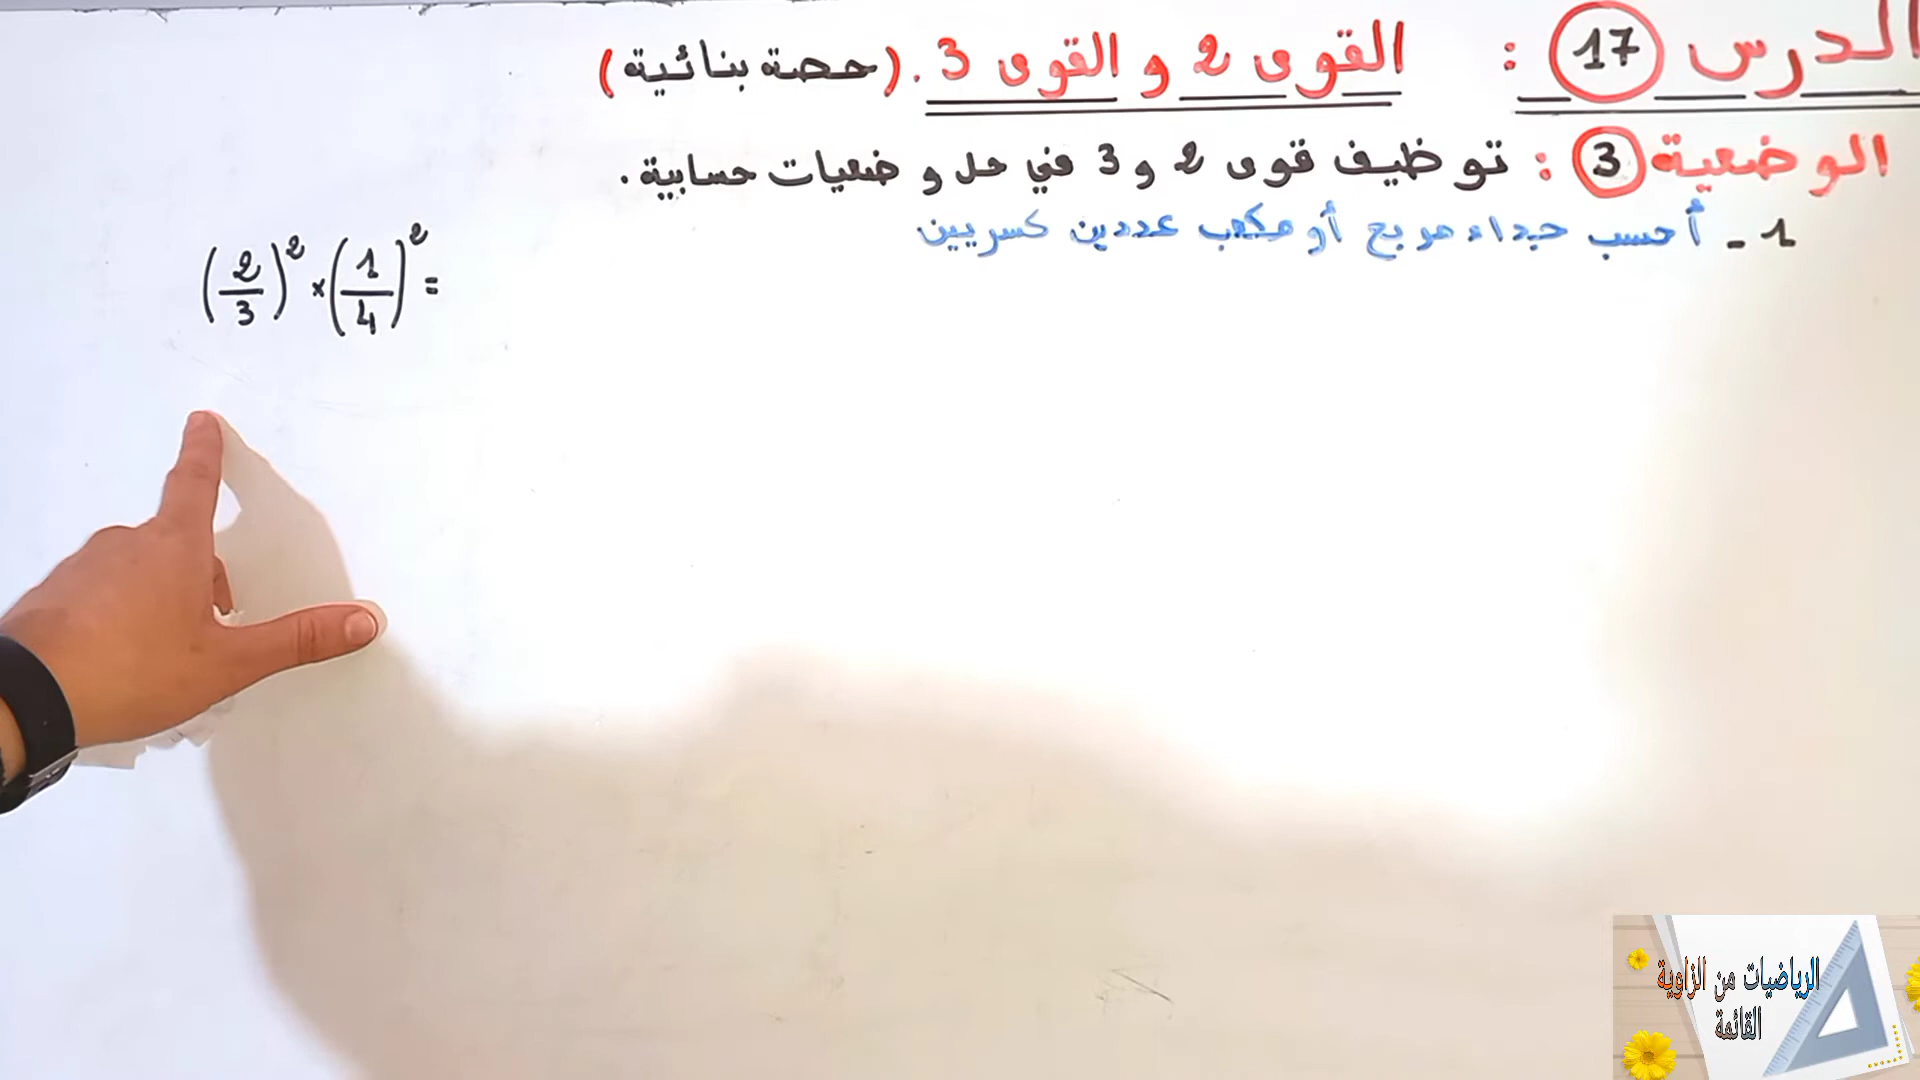 الدرس 17 : القوى 2 و القوى 3 . (حصة بنائية)
الوضعية 3 : توظيف قوى 2 و 3 في حل وضعيات حسابية .
1 - أحسب جداء مربع أو مكعب عددين كسريين
(2/3)² × (1/4)² =
الرياضيات من الزاوية
القائمة